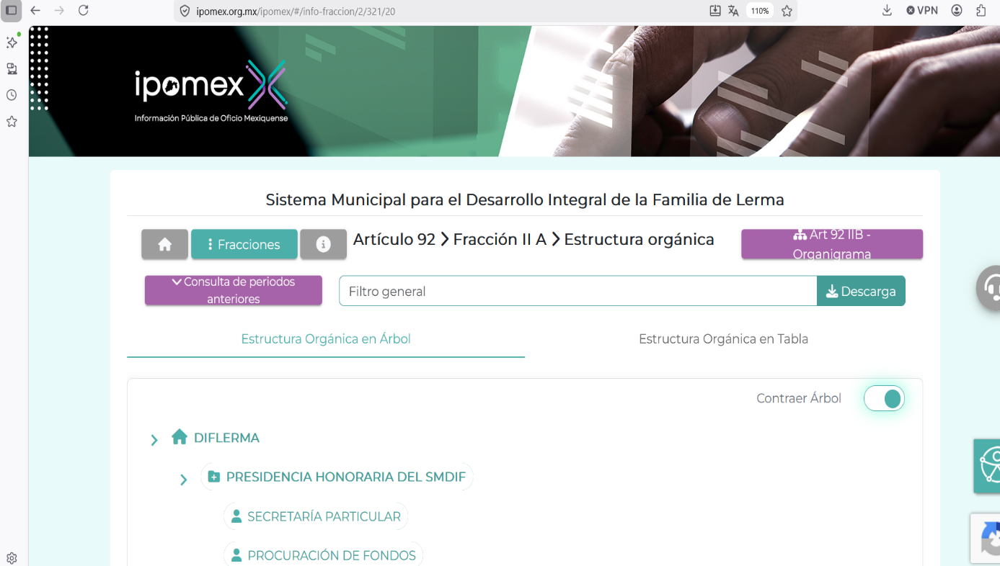 ipomex.org.mx/ipomex/#/info-fraccion/2/321/20
110%
VPN
ipomex
Información Pública de Oficio Mexiquense
Sistema Municipal para el Desarrollo Integral de la Familia de Lerma
Fracciones
Artículo 92 > Fracción II A > Estructura orgánica
Art 92 IIB -
Organigrama
Consulta de periodos
anteriores
Filtro general
Descarga
Estructura Orgánica en Árbol
Estructura Orgánica en Tabla
Contraer Árbol
DIFLERMA
PRESIDENCIA HONORARIA DEL SMDIF
SECRETARÍA PARTICULAR
PROCURACIÓN DE FONDOS